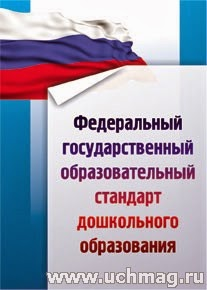 Федеральный
государственный
образовательный
стандарт
дошкольного
образования
www.uchmag.ru